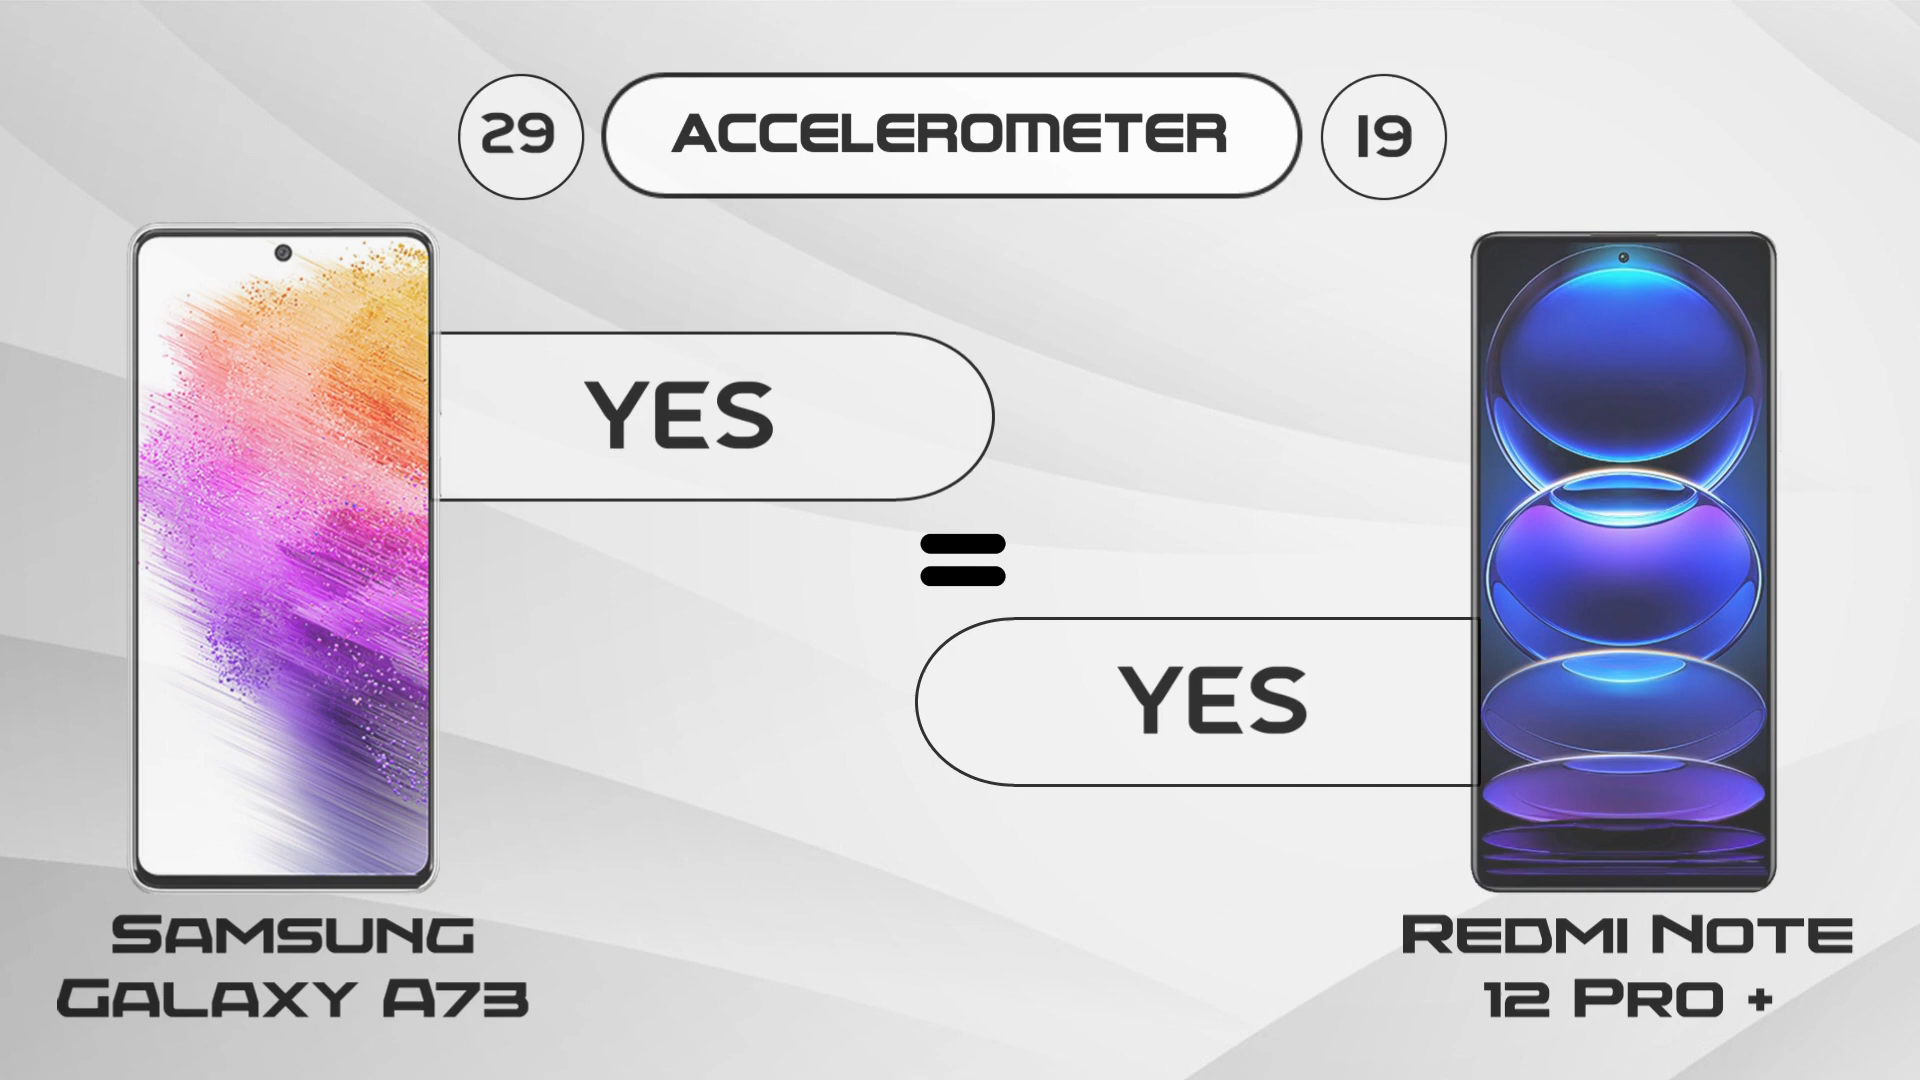 29 ACCELEROMETER 19
YES
=
YES
SAMSUNG
GALAXY A73
REDMI NOTE
12 PRO +